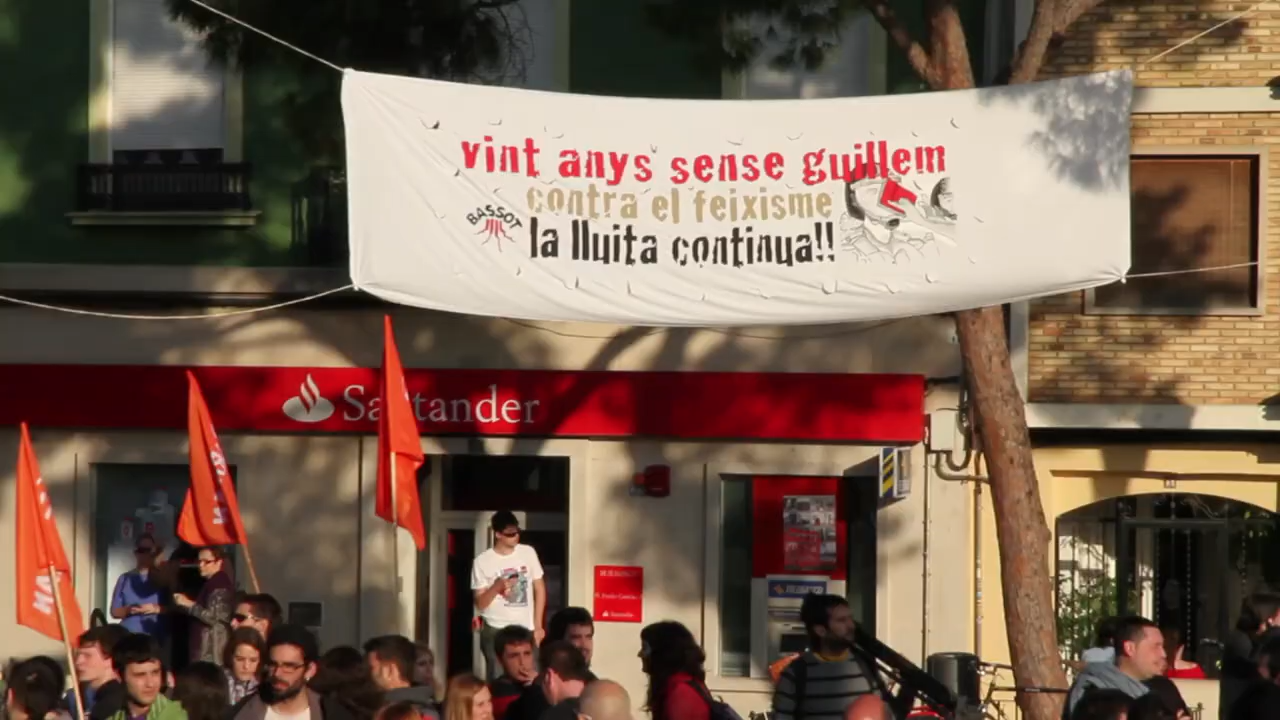 vint anys sense guillem
contra el feixisme
BASSOT
la lluita continua!!
Santander